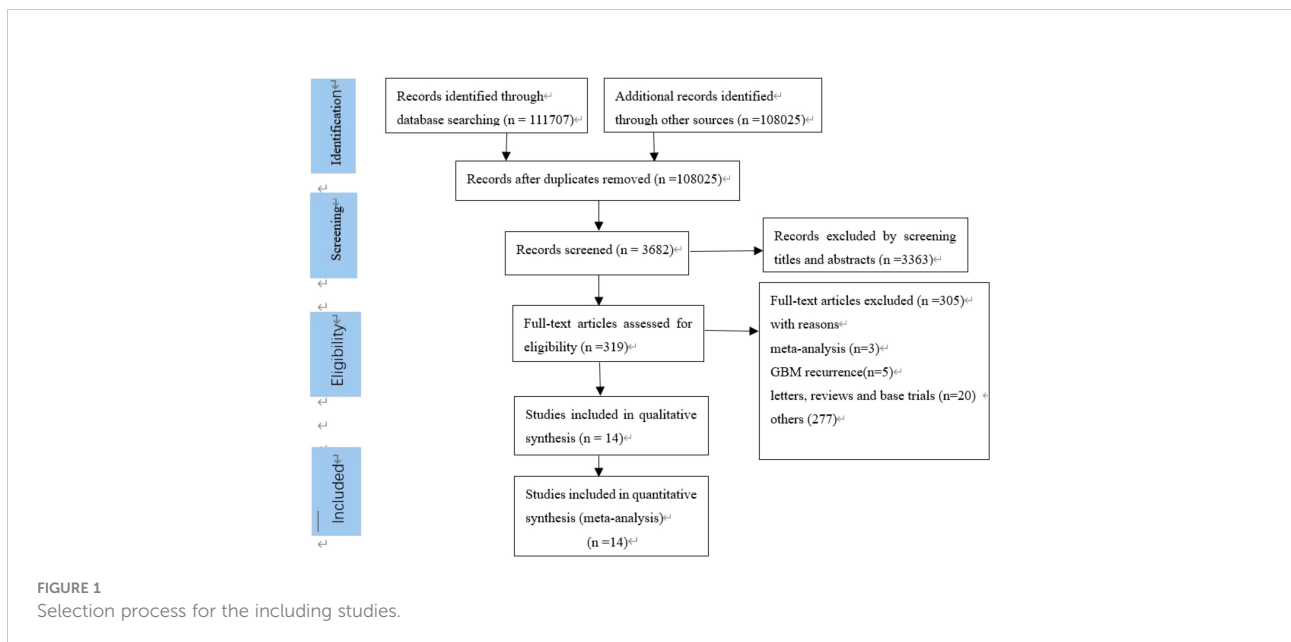 Identification
Records identified through
database searching (n = 111707)
Additional records identified
through other sources (n =108025)
Records after duplicates removed (n =108025)
Screening
Records screened (n = 3682)
Records excluded by screening
titles and abstracts (n =3363)
Eligibility
Full-text articles assessed for
eligibility (n =319)
Full-text articles excluded (n =305)
with reasons
meta-analysis (n=3)
GBM recurrence(n=5)
letters, reviews and base trials (n=20)
others (277)
Studies included in qualitative
synthesis (n = 14)
Included
Studies included in quantitative
synthesis (meta-analysis)
(n =14)
FIGURE 1
Selection process for the including studies.